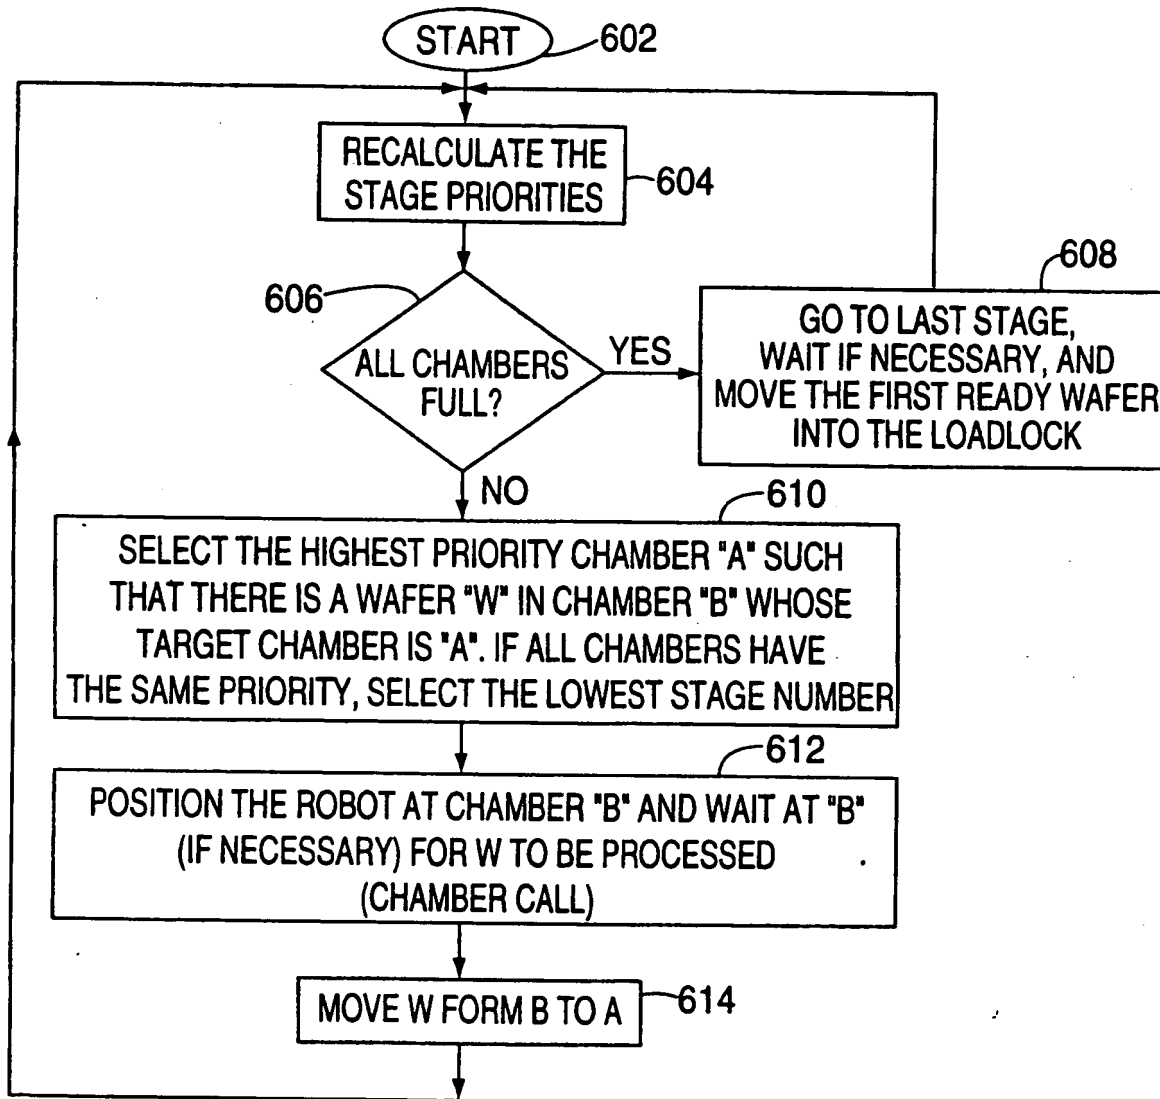 START
602
RECALCULATE THE
STAGE PRIORITIES
604
606
ALL CHAMBERS
FULL?
YES
608
GO TO LAST STAGE,
WAIT IF NECESSARY, AND
MOVE THE FIRST READY WAFER
INTO THE LOADLOCK
NO
610
SELECT THE HIGHEST PRIORITY CHAMBER "A" SUCH
THAT THERE IS A WAFER "W" IN CHAMBER "B" WHOSE
TARGET CHAMBER IS "A". IF ALL CHAMBERS HAVE
THE SAME PRIORITY, SELECT THE LOWEST STAGE NUMBER
612
POSITION THE ROBOT AT CHAMBER "B" AND WAIT AT "B"
(IF NECESSARY) FOR W TO BE PROCESSED
(CHAMBER CALL)
MOVE W FORM B TO A
614